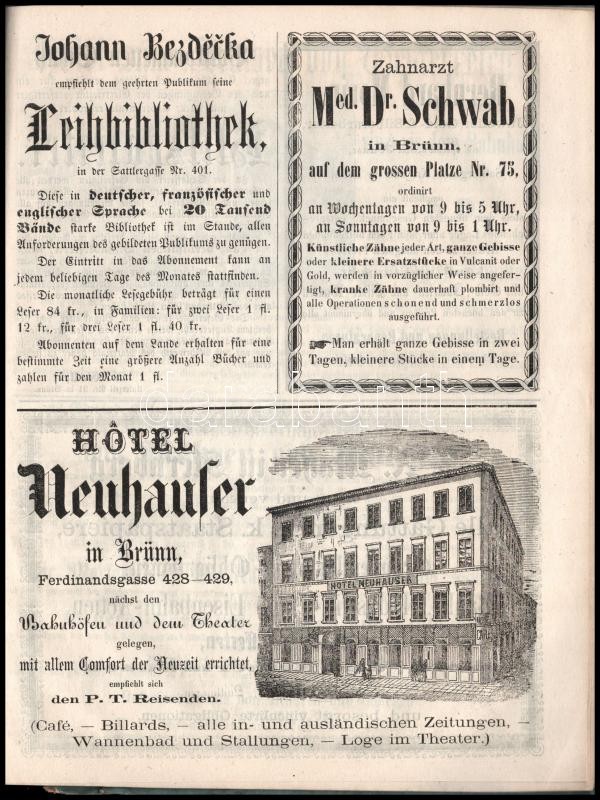 Johann Bezděčka
empfiehlt dem geehrten Publikum seine
Leihbibliothek,
in der Sattlergasse Nr. 401.
Diese in deutscher, französischer und
englischer Sprache bei 20 Tausend
Bände starke Bibliothek ist im Stande, allen
Anforderungen des gebildeten Publikums zu genügen.
Der Eintritt in das Abonnement kann an
jedem beliebigen Tage des Monates stattfinden.
Die monatliche Lesegebühr beträgt für einen
Leser 84 kr., in Familien: für zwei Leser 1 fl.
12 kr., für drei Leser 1 fl. 40 kr.
Abonnenten auf dem Lande erhalten für eine
bestimmte Zeit eine größere Anzahl Bücher und
zahlen für den Monat 1 fl.
Zahnarzt
Med. Dr. Schwab
in Brünn,
auf dem grossen Platze Nr. 75,
ordinirt
an Wochentagen von 9 bis 5 Uhr,
an Sonntagen von 9 bis 1 Uhr.
Künstliche Zähne jeder Art, ganze Gebisse
oder kleinere Ersatzstücke in Vulcanit oder
Gold, werden in vorzüglicher Weise angefer-
tigt, kranke Zähne dauerhaft plombirt und
alle Operationen schonend und schmerzlos
ausgeführt.
☛ Man erhält ganze Gebisse in zwei
Tagen, kleinere Stücke in einem Tage.
darabanth
HÔTEL
Neuhauser
in Brünn,
Ferdinandsgasse 428—429,
nächst den
Bahnhöfen und dem Theater
gelegen,
mit allem Comfort der Neuzeit errichtet,
empfiehlt sich
den P. T. Reisenden.
HOTEL NEUHAUSER
CAFÉ
(Café, — Billards, — alle in- und ausländischen Zeitungen, —
Wannenbad und Stallungen, — Loge im Theater.)